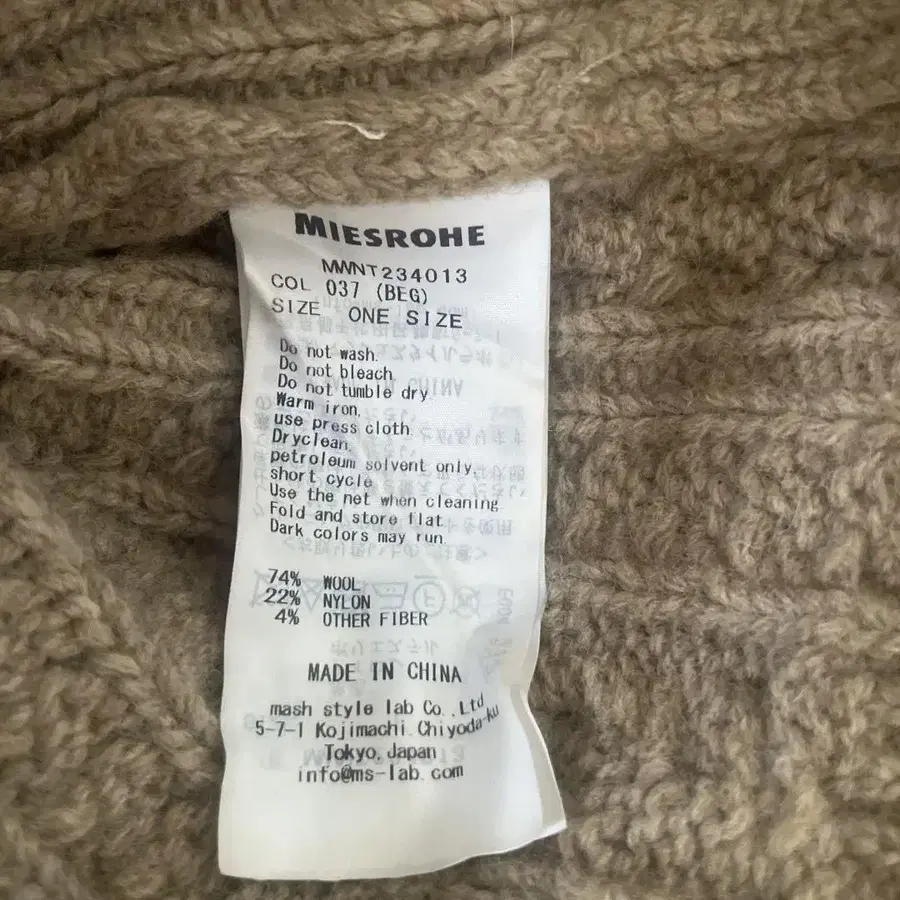 MIESROHE
MWNT234013
COL 037 (BEG)
SIZE ONE SIZE
Do not wash.
Do not bleach.
Do not tumble dry.
Warm iron,
use press cloth.
Dryclean,
petroleum solvent only,
short cycle.
Use the net when cleaning.
Fold and store flat.
Dark colors may run.
74% WOOL
22% NYLON
4% OTHER FIBER
MADE IN CHINA
mash style lab Co.,Ltd.
5-7-1 Kojimachi,Chiyoda-ku
Tokyo,Japan
info@ms-lab.com